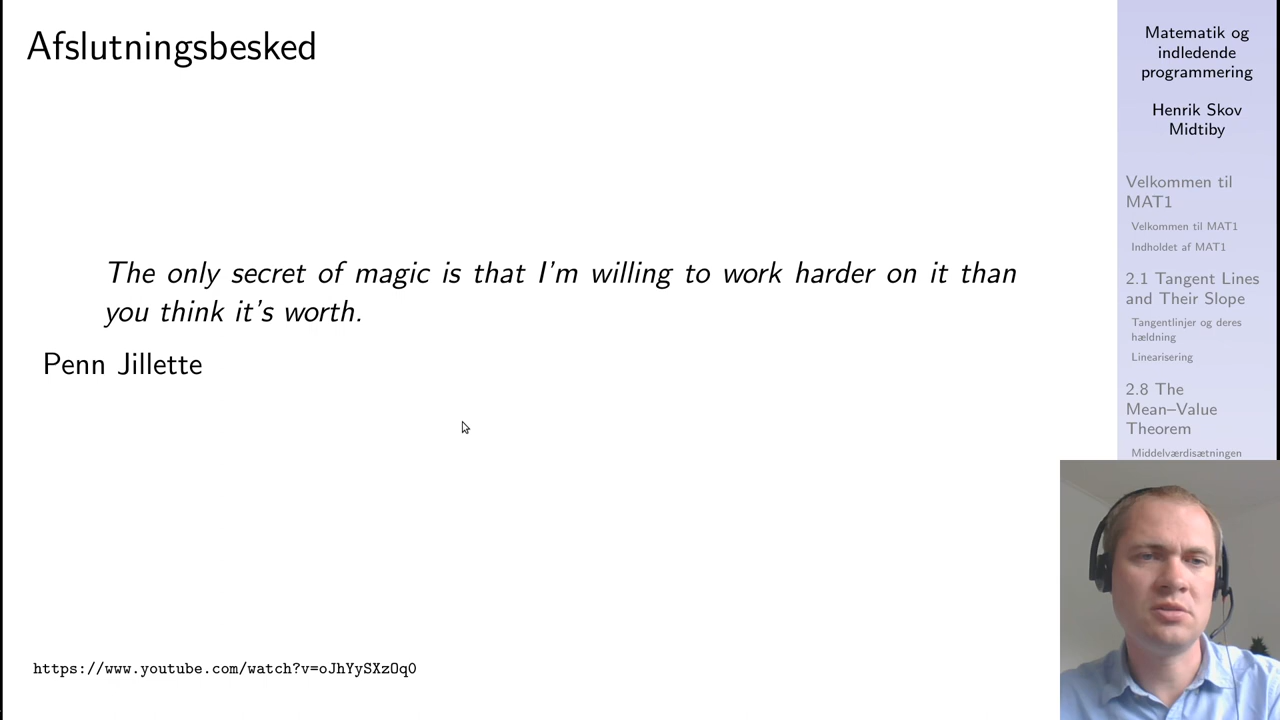 Afslutningsbesked
The only secret of magic is that I'm willing to work harder on it than
you think it's worth.
Penn Jillette
https://www.youtube.com/watch?v=oJhYySXzOq0
Matematik og
indledende
programmering
Henrik Skov
Midtiby
Velkommen til
MAT1
Velkommen til MAT1
Indholdet af MAT1
2.1 Tangent Lines
and Their Slope
Tangentlinjer og deres
hældning
Linearisering
2.8 The
Mean–Value
Theorem
Middelværdisætningen